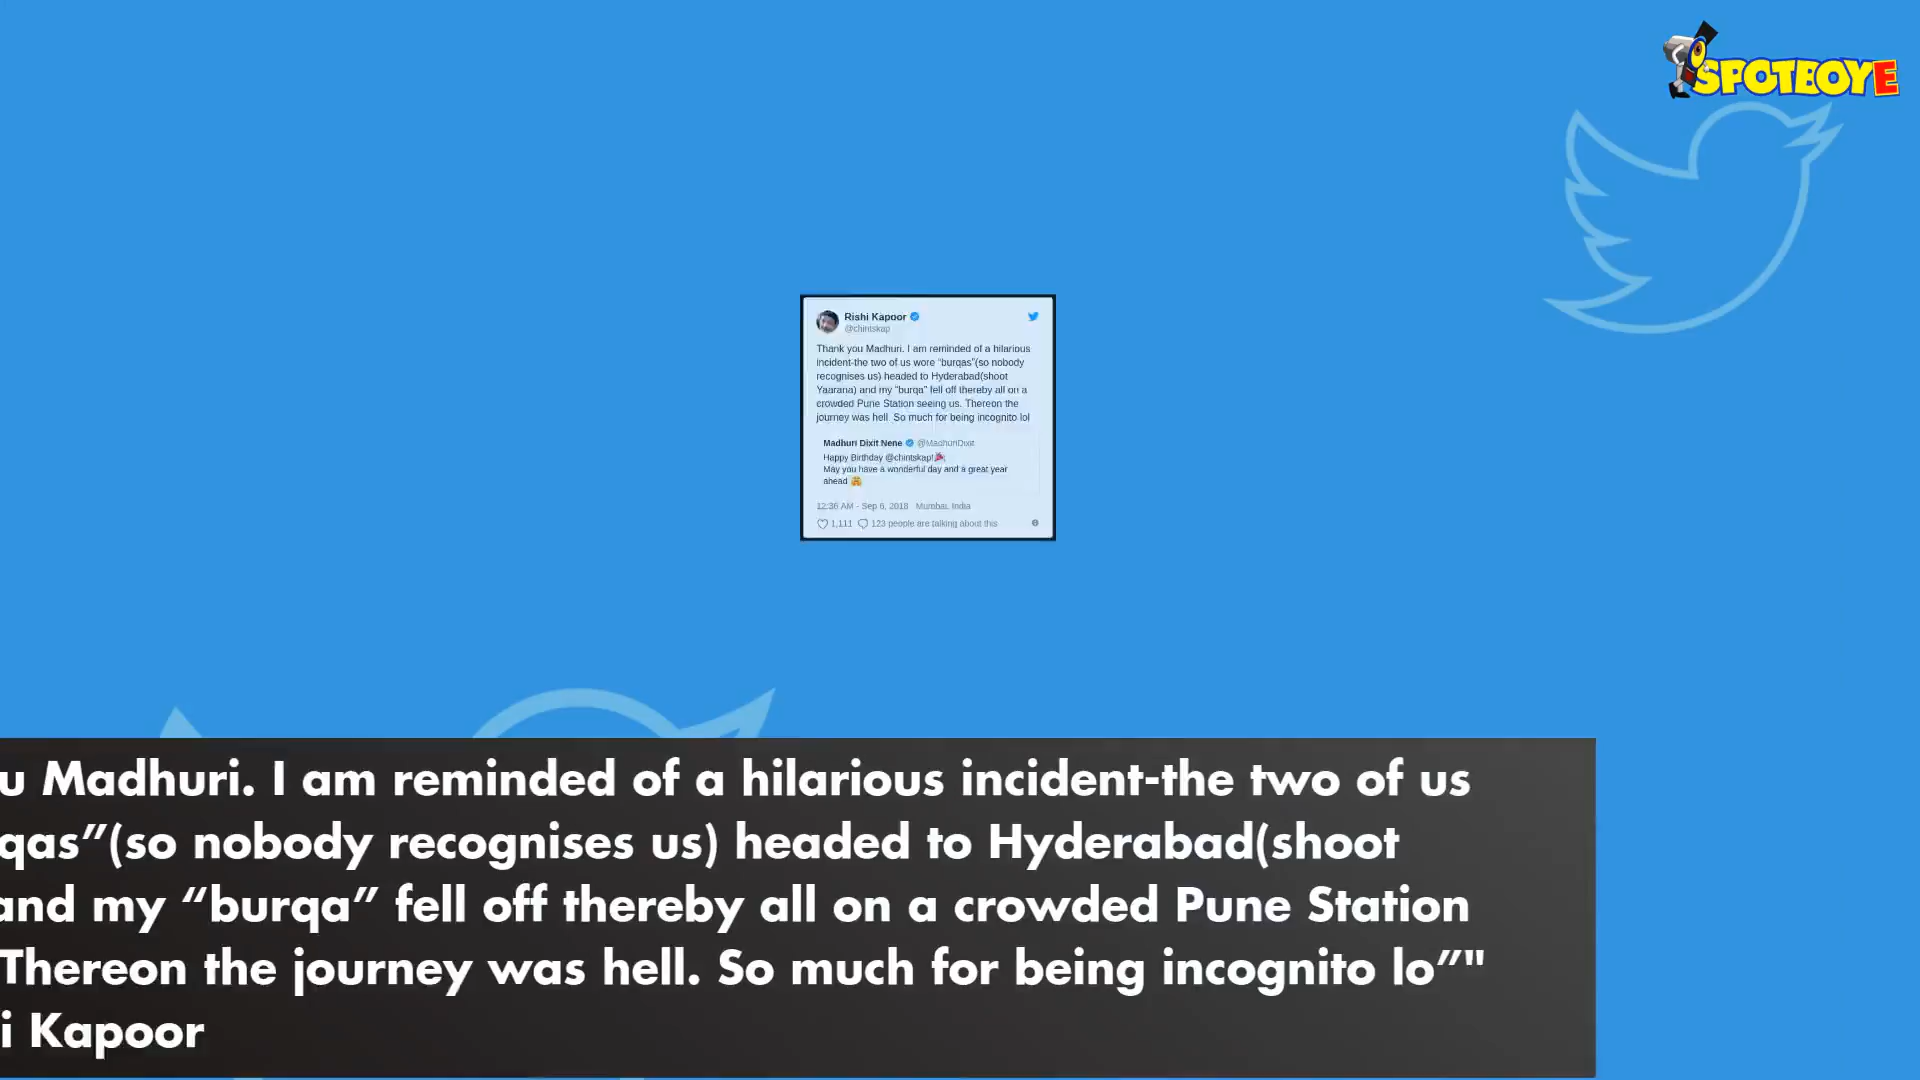 SPOTBOYE
Rishi Kapoor
@chintskap
Thank you Madhuri. I am reminded of a hilarious
incident-the two of us wore “burqas”(so nobody
recognises us) headed to Hyderabad(shoot
Yaarana) and my “burqa” fell off thereby all on a
crowded Pune Station seeing us. Thereon the
journey was hell. So much for being incognito lol
Madhuri Dixit Nene @MadhuriDixit
Happy Birthday @chintskap!🎉
May you have a wonderful day and a great year
ahead 🤗
12:36 AM - Sep 6, 2018 Mumbai, India
1,111 123 people are talking about this
u Madhuri. I am reminded of a hilarious incident-the two of us
qas”(so nobody recognises us) headed to Hyderabad(shoot
and my “burqa” fell off thereby all on a crowded Pune Station
Thereon the journey was hell. So much for being incognito lo”"
i Kapoor